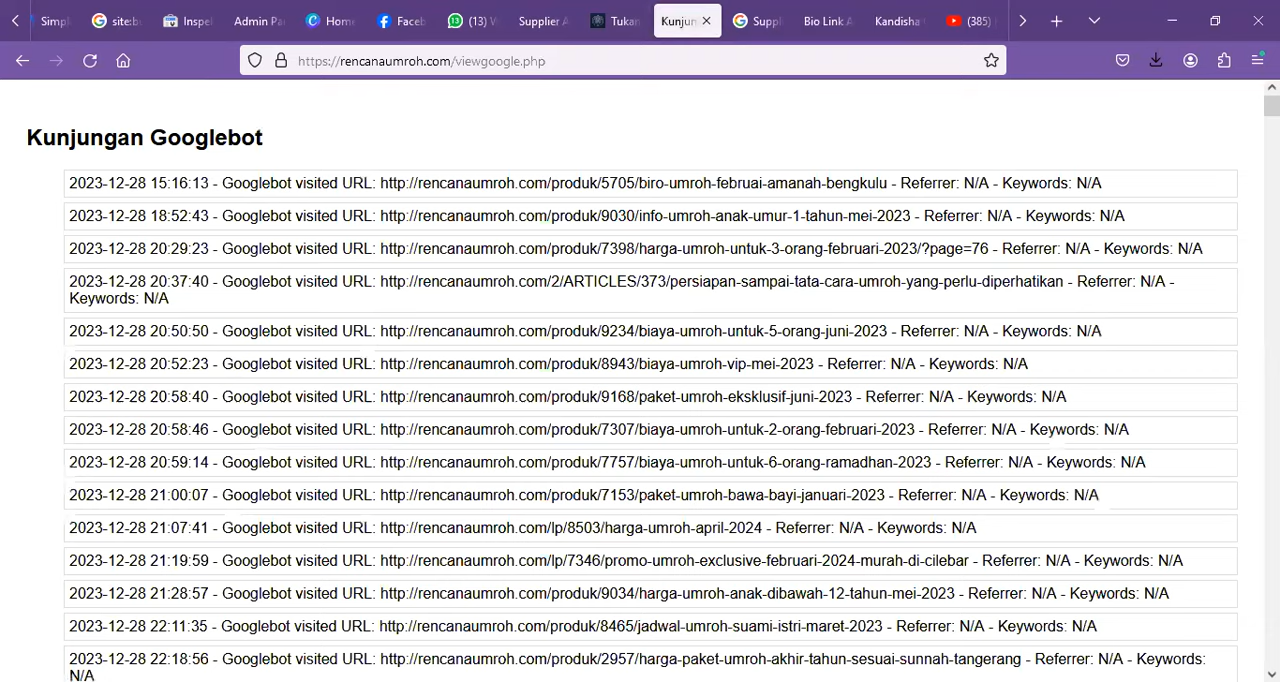 Simpl
site:b
Inspe
Admin Pa
Home
Faceb
(13) W
Supplier A
Tukan
Kunjun
Suppl
Bio Link A
Kandisha
(385)
https://rencanaumroh.com/viewgoogle.php
Kunjungan Googlebot
2023-12-28 15:16:13 - Googlebot visited URL: http://rencanaumroh.com/produk/5705/biro-umroh-februai-amanah-bengkulu - Referrer: N/A - Keywords: N/A
2023-12-28 18:52:43 - Googlebot visited URL: http://rencanaumroh.com/produk/9030/info-umroh-anak-umur-1-tahun-mei-2023 - Referrer: N/A - Keywords: N/A
2023-12-28 20:29:23 - Googlebot visited URL: http://rencanaumroh.com/produk/7398/harga-umroh-untuk-3-orang-februari-2023/?page=76 - Referrer: N/A - Keywords: N/A
2023-12-28 20:37:40 - Googlebot visited URL: http://rencanaumroh.com/2/ARTICLES/373/persiapan-sampai-tata-cara-umroh-yang-perlu-diperhatikan - Referrer: N/A -
Keywords: N/A
2023-12-28 20:50:50 - Googlebot visited URL: http://rencanaumroh.com/produk/9234/biaya-umroh-untuk-5-orang-juni-2023 - Referrer: N/A - Keywords: N/A
2023-12-28 20:52:23 - Googlebot visited URL: http://rencanaumroh.com/produk/8943/biaya-umroh-vip-mei-2023 - Referrer: N/A - Keywords: N/A
2023-12-28 20:58:40 - Googlebot visited URL: http://rencanaumroh.com/produk/9168/paket-umroh-eksklusif-juni-2023 - Referrer: N/A - Keywords: N/A
2023-12-28 20:58:46 - Googlebot visited URL: http://rencanaumroh.com/produk/7307/biaya-umroh-untuk-2-orang-februari-2023 - Referrer: N/A - Keywords: N/A
2023-12-28 20:59:14 - Googlebot visited URL: http://rencanaumroh.com/produk/7757/biaya-umroh-untuk-6-orang-ramadhan-2023 - Referrer: N/A - Keywords: N/A
2023-12-28 21:00:07 - Googlebot visited URL: http://rencanaumroh.com/produk/7153/paket-umroh-bawa-bayi-januari-2023 - Referrer: N/A - Keywords: N/A
2023-12-28 21:07:41 - Googlebot visited URL: http://rencanaumroh.com/lp/8503/harga-umroh-april-2024 - Referrer: N/A - Keywords: N/A
2023-12-28 21:19:59 - Googlebot visited URL: http://rencanaumroh.com/lp/7346/promo-umroh-exclusive-februari-2024-murah-di-cilebar - Referrer: N/A - Keywords: N/A
2023-12-28 21:28:57 - Googlebot visited URL: http://rencanaumroh.com/produk/9034/harga-umroh-anak-dibawah-12-tahun-mei-2023 - Referrer: N/A - Keywords: N/A
2023-12-28 22:11:35 - Googlebot visited URL: http://rencanaumroh.com/produk/8465/jadwal-umroh-suami-istri-maret-2023 - Referrer: N/A - Keywords: N/A
2023-12-28 22:18:56 - Googlebot visited URL: http://rencanaumroh.com/produk/2957/harga-paket-umroh-akhir-tahun-sesuai-sunnah-tangerang - Referrer: N/A - Keywords:
N/A